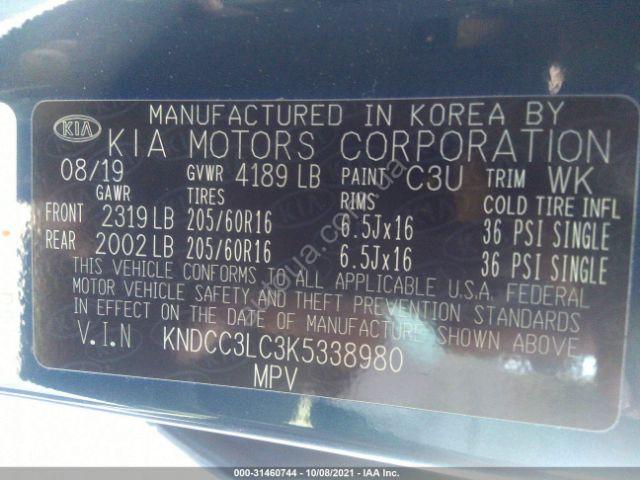 MANUFACTURED IN KOREA BY
KIA KIA MOTORS CORPORATION
08/19 GVWR 4189 LB PAINT C3U TRIM WK
GAWR TIRES RIMS COLD TIRE INFL
FRONT 2319 LB 205/60R16 6.5Jx16 36 PSI SINGLE
REAR 2002 LB 205/60R16 6.5Jx16 36 PSI SINGLE
THIS VEHICLE CONFORMS TO ALL APPLICABLE U.S.A. FEDERAL
MOTOR VEHICLE SAFETY AND THEFT PREVENTION STANDARDS
IN EFFECT ON THE DATE OF MANUFACTURE SHOWN ABOVE
V.I.N KNDCC3LC3K5338980
MPV
000-31460744 - 10/08/2021 - IAA Inc.